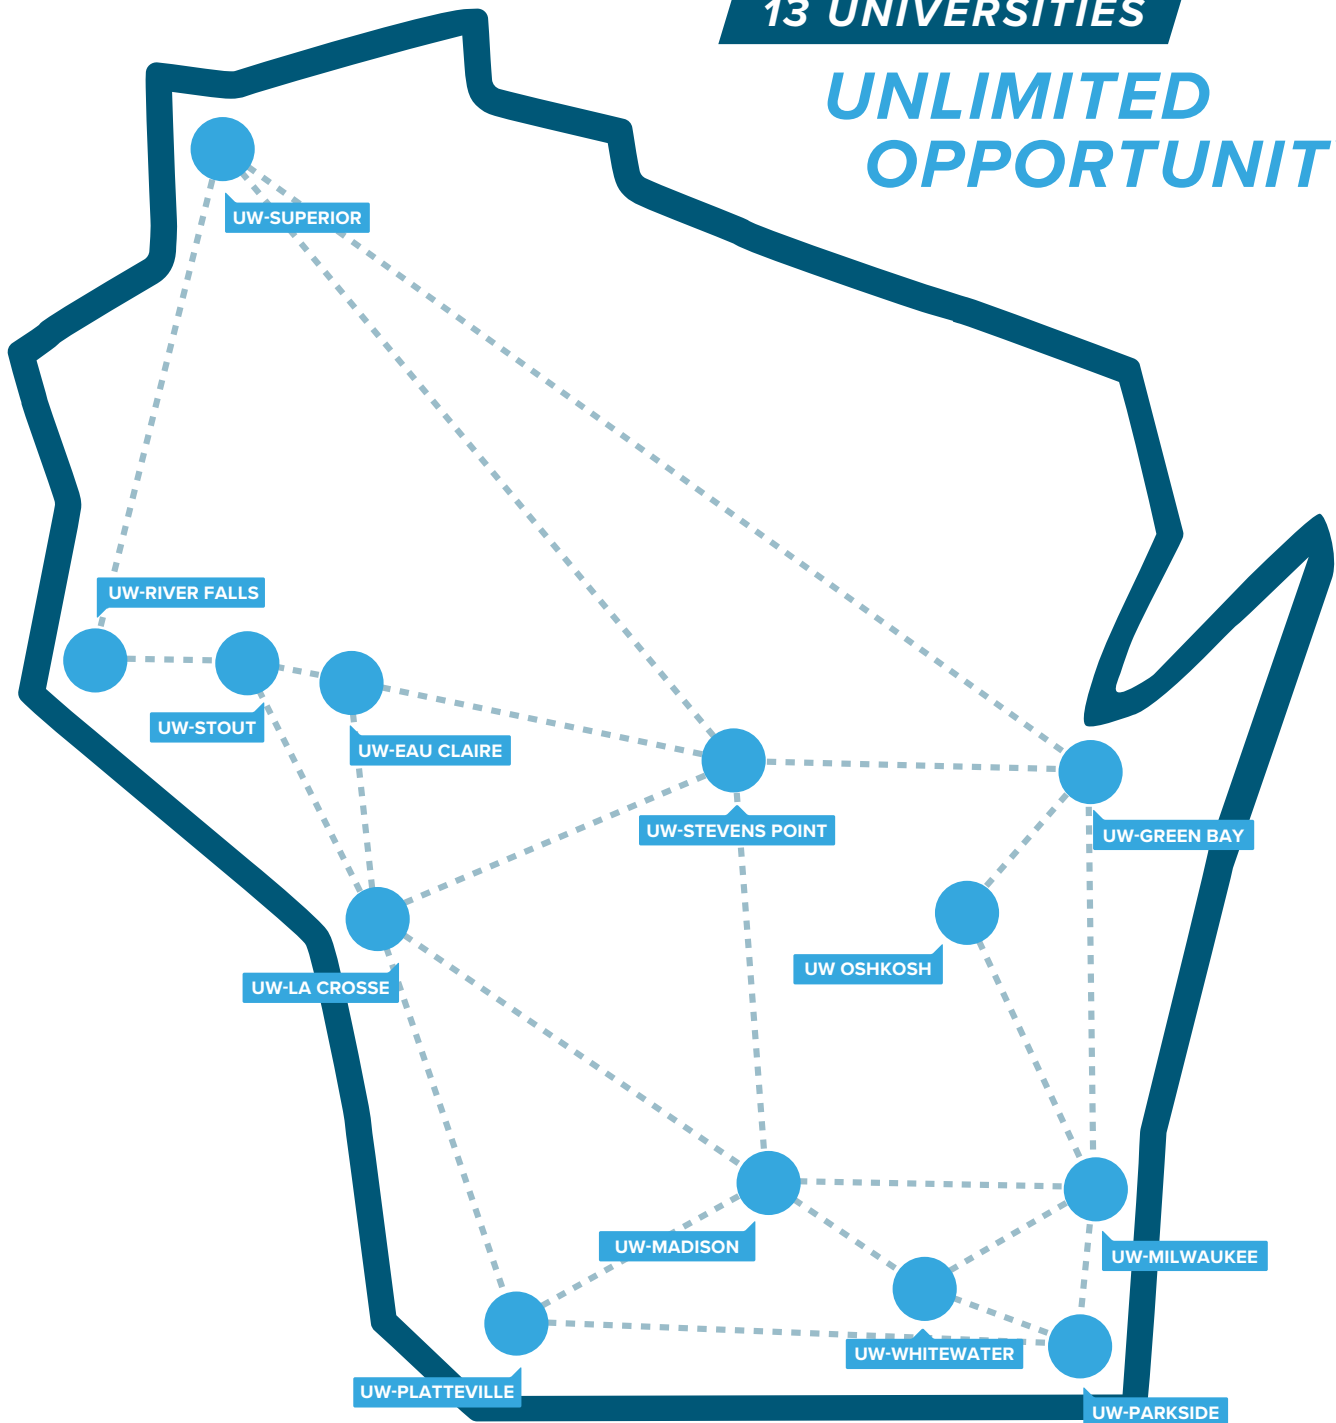 13 UNIVERSITIES
UNLIMITED
OPPORTUNIT
UW-SUPERIOR
UW-RIVER FALLS
UW-STOUT
UW-EAU CLAIRE
UW-STEVENS POINT
UW-GREEN BAY
UW OSHKOSH
UW-LA CROSSE
UW-MADISON
UW-MILWAUKEE
UW-WHITEWATER
UW-PLATTEVILLE
UW-PARKSIDE